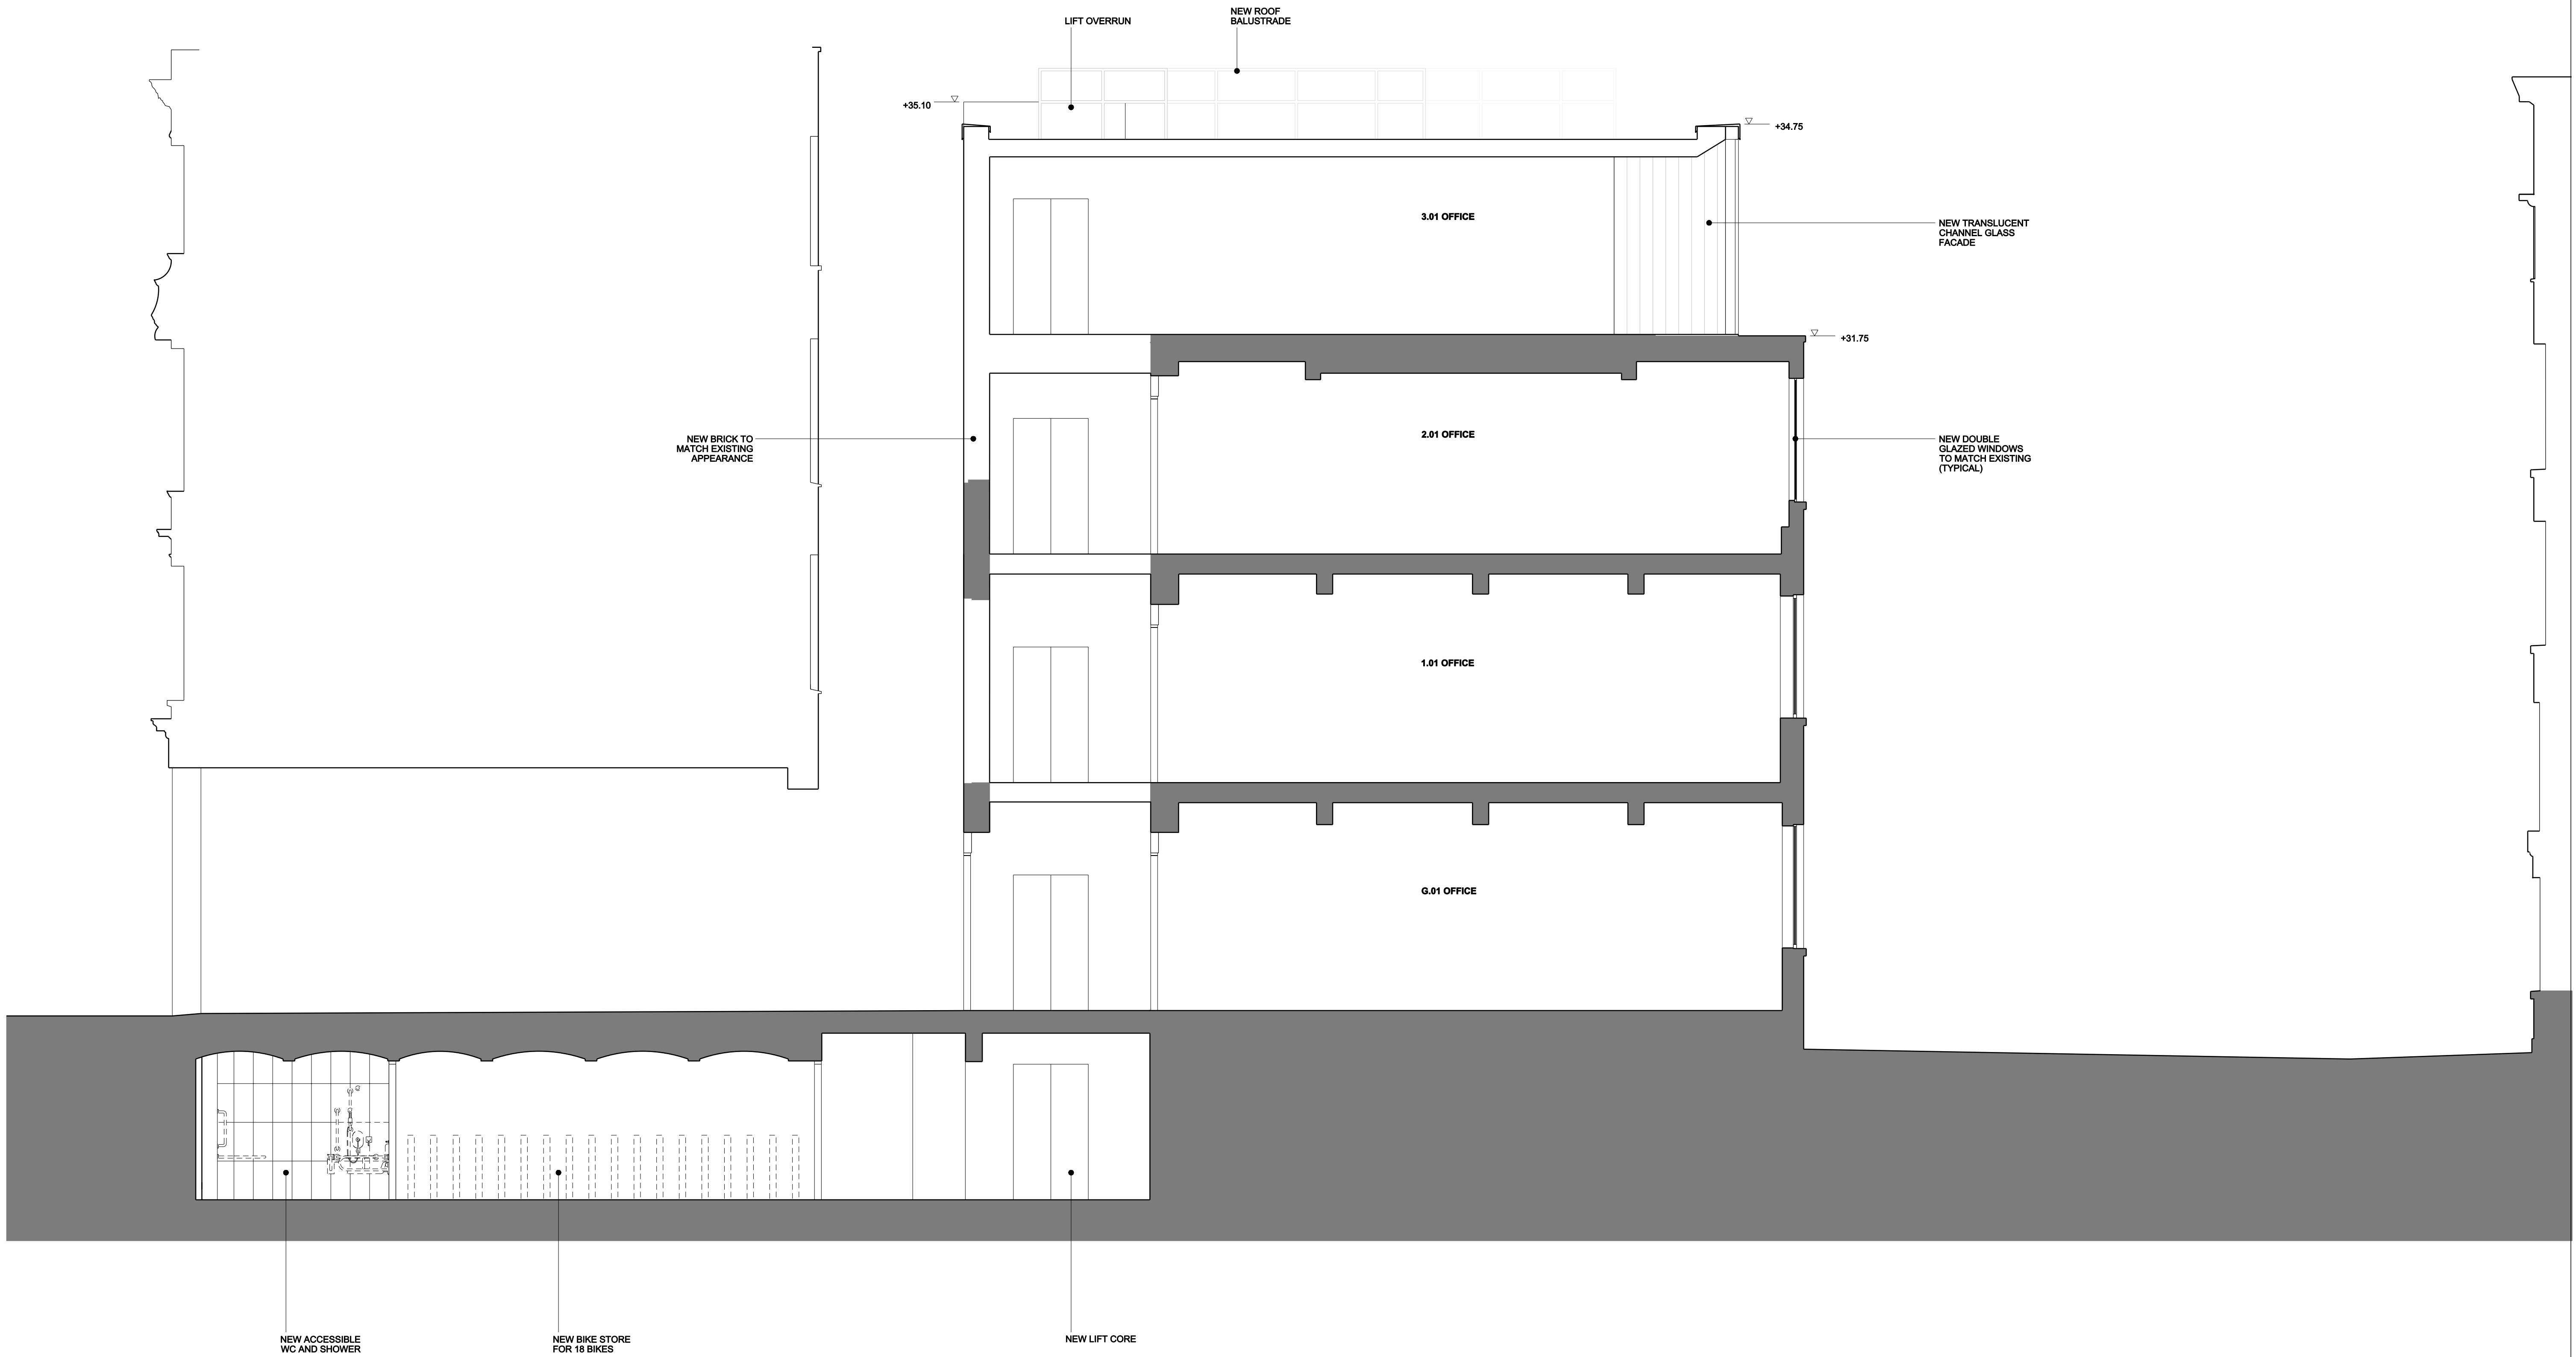 NEW ROOF
BALUSTRADE
LIFT OVERRUN
+35.10
+34.75
3.01 OFFICE
NEW TRANSLUCENT
CHANNEL GLASS
FACADE
+31.75
NEW BRICK TO
MATCH EXISTING
APPEARANCE
2.01 OFFICE
NEW DOUBLE
GLAZED WINDOWS
TO MATCH EXISTING
(TYPICAL)
1.01 OFFICE
G.01 OFFICE
NEW ACCESSIBLE
WC AND SHOWER
NEW BIKE STORE
FOR 18 BIKES
NEW LIFT CORE